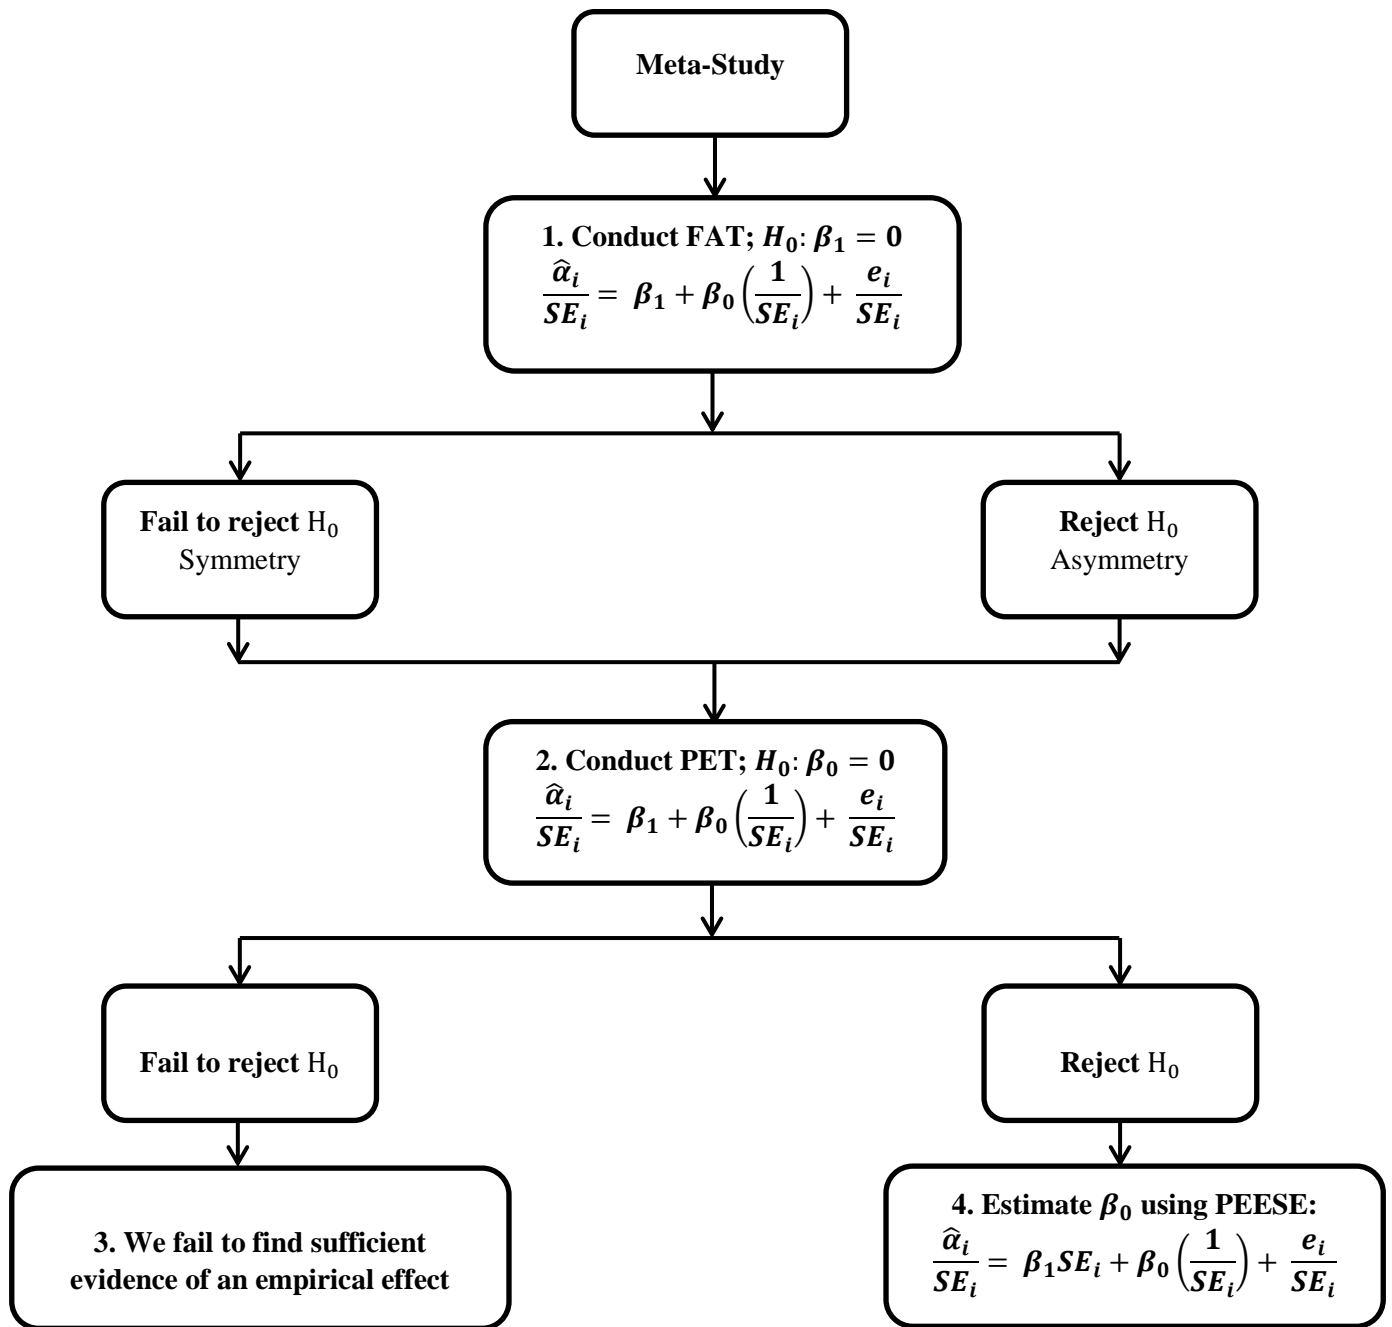 Meta-Study
1. Conduct FAT; H₀: β₁ = 0
α̂ᵢ/SEᵢ = β₁ + β₀(1/SEᵢ) + eᵢ/SEᵢ
Fail to reject H₀
Symmetry
Reject H₀
Asymmetry
2. Conduct PET; H₀: β₀ = 0
α̂ᵢ/SEᵢ = β₁ + β₀(1/SEᵢ) + eᵢ/SEᵢ
Fail to reject H₀
Reject H₀
3. We fail to find sufficient
evidence of an empirical effect
4. Estimate β₀ using PEESE:
α̂ᵢ/SEᵢ = β₁SEᵢ + β₀(1/SEᵢ) + eᵢ/SEᵢ